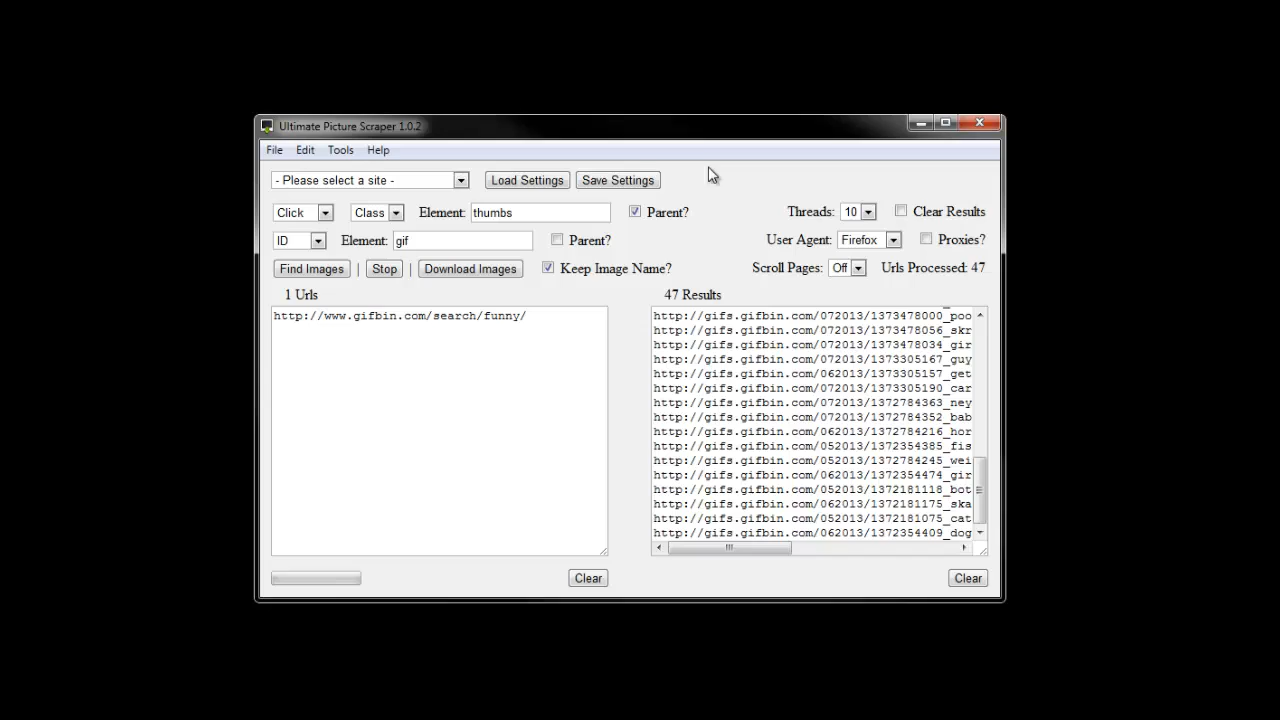 Ultimate Picture Scraper 1.0.2
File Edit Tools Help
- Please select a site - Load Settings Save Settings
Click Class Element: thumbs Parent? Threads: 10 Clear Results
ID Element: gif Parent? User Agent: Firefox Proxies?
Find Images | Stop | Download Images Keep Image Name? Scroll Pages: Off Urls Processed: 47
1 Urls
http://www.gifbin.com/search/funny/
47 Results
http://gifs.gifbin.com/072013/1373478000_poo
http://gifs.gifbin.com/072013/1373478056_skr
http://gifs.gifbin.com/072013/1373478034_gir
http://gifs.gifbin.com/072013/1373305167_guy
http://gifs.gifbin.com/062013/1373305157_get
http://gifs.gifbin.com/072013/1373305190_car
http://gifs.gifbin.com/072013/1372784363_ney
http://gifs.gifbin.com/072013/1372784352_bab
http://gifs.gifbin.com/062013/1372784216_hor
http://gifs.gifbin.com/052013/1372354385_fis
http://gifs.gifbin.com/052013/1372784245_wei
http://gifs.gifbin.com/062013/1372354474_gir
http://gifs.gifbin.com/052013/1372181118_bot
http://gifs.gifbin.com/062013/1372181175_ska
http://gifs.gifbin.com/052013/1372181075_cat
http://gifs.gifbin.com/062013/1372354409_dog
Clear Clear